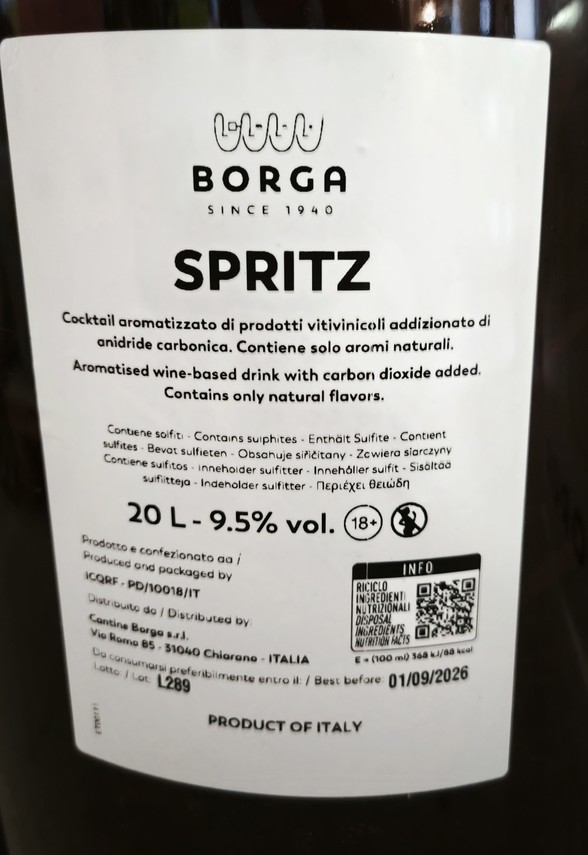 BORGA
SINCE 1940
SPRITZ
Cocktail aromatizzato di prodotti vitivinicoli addizionato di
anidride carbonica. Contiene solo aromi naturali.
Aromatised wine-based drink with carbon dioxide added.
Contains only natural flavors.
Contiene solfiti - Contains sulphites - Enthält Sulfite - Contient
sulfites - Bevat sulfieten - Obsahuje siřičitany - Zawiera siarczyny
Contiene sulfitos - Inneholder sulfitter - Innehåller sulfit - Sisältää
sulfiitteja - Indeholder sulfitter - Περιέχει θειώδη
20 L - 9.5% vol. 18+
Prodotto e confezionato da /
Produced and packaged by
ICQRF - PD/10018/IT
Distribuito da / Distributed by
Cantine Borga s.r.l.
Via Roma 85 - 31040 Chiarano - ITALIA
INFO
RICICLO
INGREDIENTI
NUTRIZIONALI
DISPOSAL
INGREDIENTS
NUTRITION FACTS
E = (100 ml) 368 kJ/88 kcal
Da consumarsi preferibilmente entro il: / Best before: 01/09/2026
Lotto: / Lot: L289
PRODUCT OF ITALY